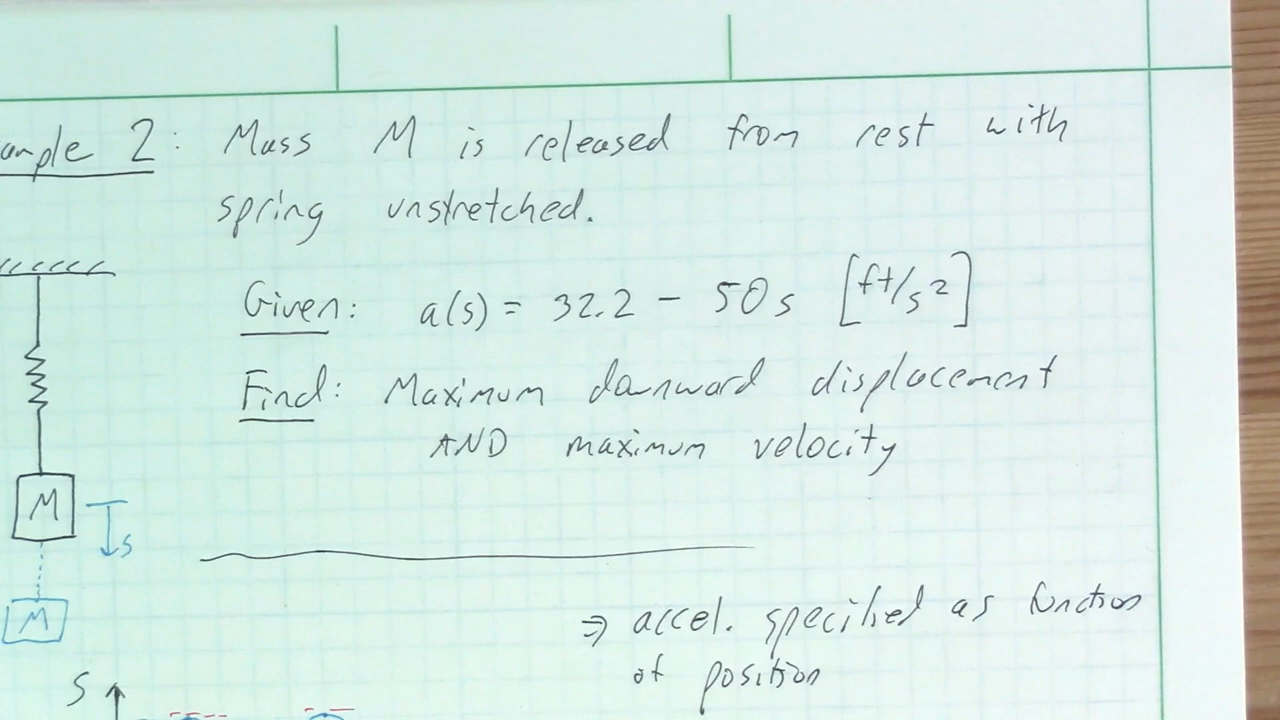 ample 2: Mass M is released from rest with
spring unstretched.
Given: a(s) = 32.2 - 50s [ft/s²]
Find: Maximum downward displacement
AND maximum velocity
M
s
M
⇒ accel. specified as function
of position
S